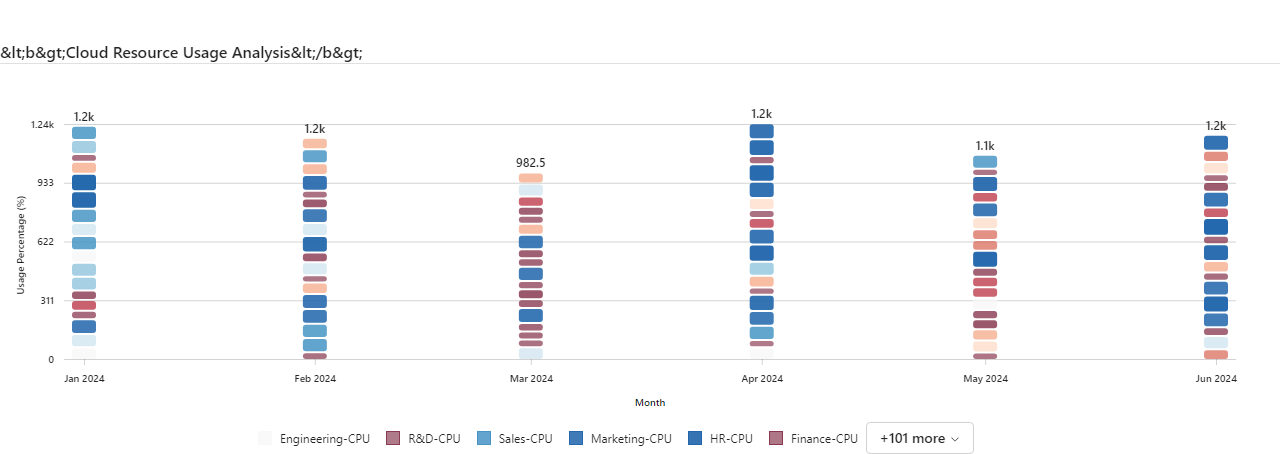 &lt;b&gt;Cloud Resource Usage Analysis&lt;/b&gt;
1.2k
1.2k
982.5
1.2k
1.1k
1.2k
1.24k
933
622
311
0
Usage Percentage (%)
Jan 2024 Feb 2024 Mar 2024 Apr 2024 May 2024 Jun 2024
Month
Engineering-CPU R&D-CPU Sales-CPU Marketing-CPU HR-CPU Finance-CPU +101 more